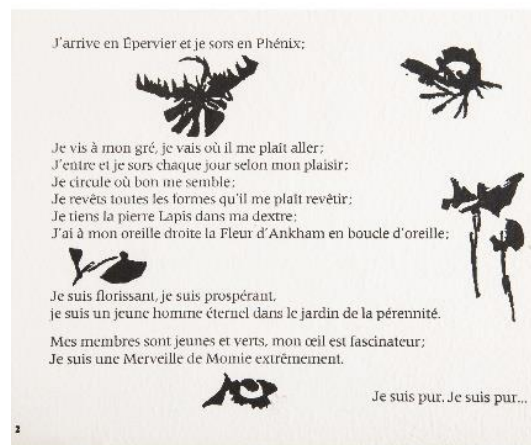 J'arrive en Épervier et je sors en Phénix;
Je vis à mon gré, je vais où il me plaît aller;
J'entre et je sors chaque jour selon mon plaisir;
Je circule où bon me semble;
Je revêts toutes les formes qu'il me plaît revêtir;
Je tiens la pierre Lapis dans ma dextre;
J'ai à mon oreille droite la Fleur d'Ankham en boucle d'oreille;
Je suis florissant, je suis prospérant,
je suis un jeune homme éternel dans le jardin de la pérennité.
Mes membres sont jeunes et verts, mon œil est fascinateur;
Je suis une Merveille de Momie extrêmement.
Je suis pur. Je suis pur...
2